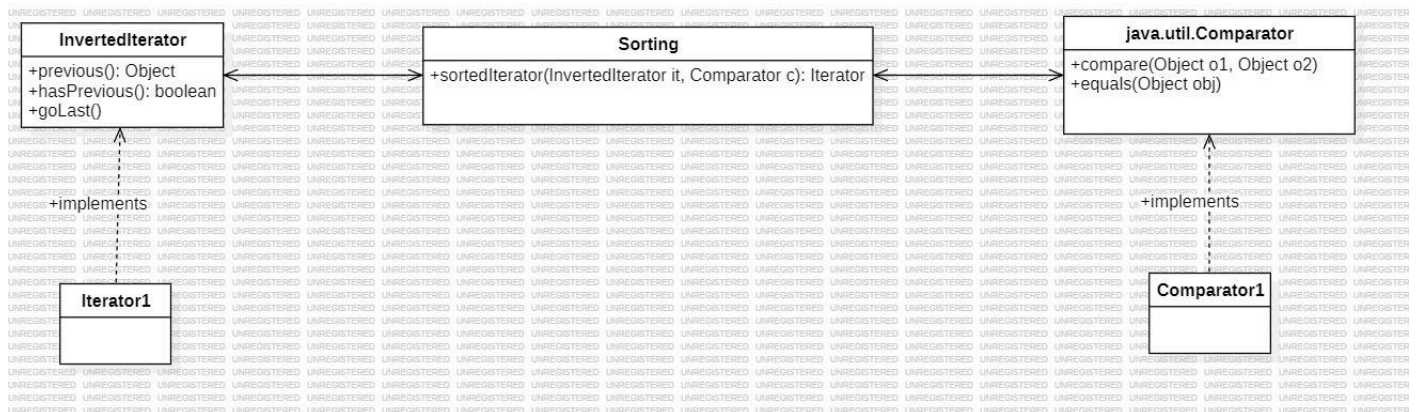 InvertedIterator
+previous(): Object
+hasPrevious(): boolean
+goLast()
Sorting
+sortedIterator(InvertedIterator it, Comparator c): Iterator
java.util.Comparator
+compare(Object o1, Object o2)
+equals(Object obj)
+implements
+implements
Iterator1
Comparator1
UNREGISTERED